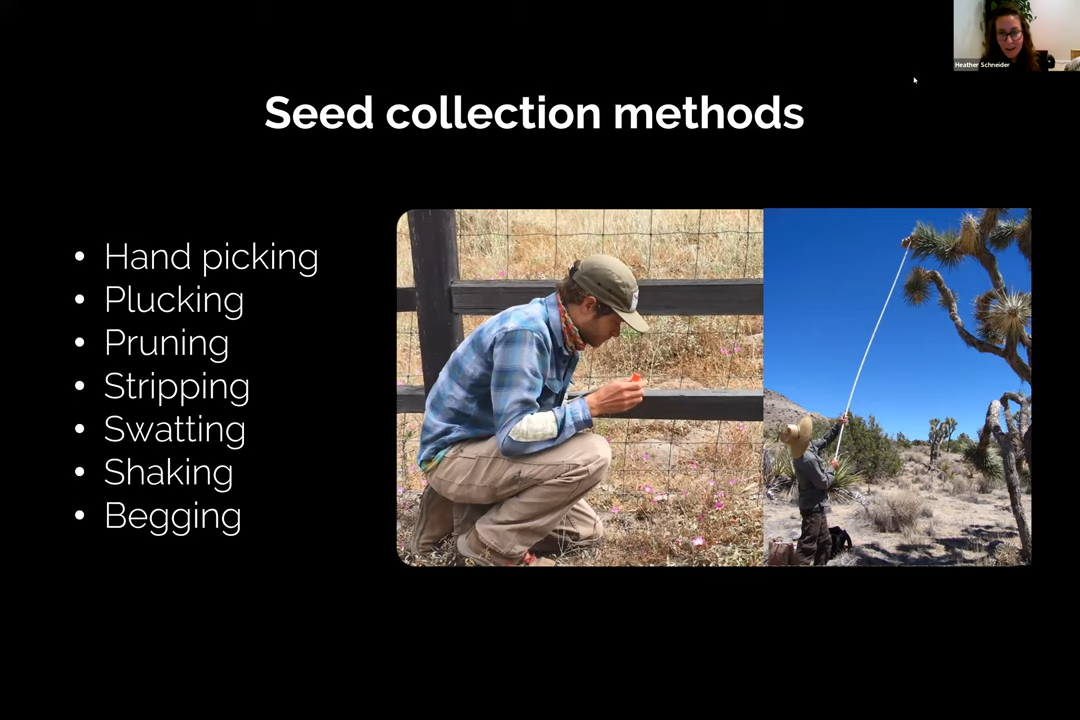 Heather Schneider
Seed collection methods
• Hand picking
• Plucking
• Pruning
• Stripping
• Swatting
• Shaking
• Begging